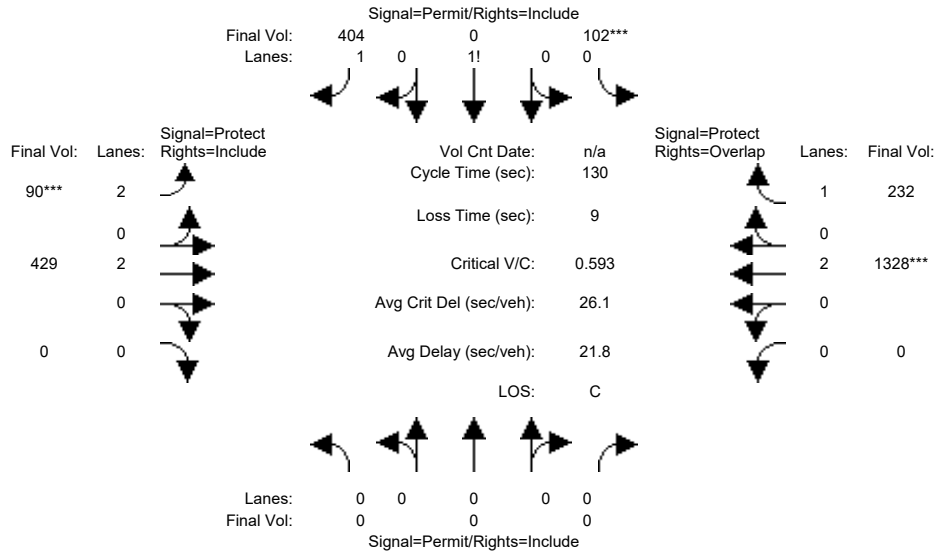 Signal=Permit/Rights=Include
Final Vol: 404 0 102***
Lanes: 1 0 1! 0 0
Signal=Protect Signal=Protect
Final Vol: Lanes: Rights=Include Vol Cnt Date: n/a Rights=Overlap Lanes: Final Vol:
Cycle Time (sec): 130
90*** 2 1 232
Loss Time (sec): 9
0 0
429 2 Critical V/C: 0.593 2 1328***
0 Avg Crit Del (sec/veh): 26.1 0
0 0 Avg Delay (sec/veh): 21.8 0 0
LOS: C
Lanes: 0 0 0 0 0
Final Vol: 0 0 0
Signal=Permit/Rights=Include